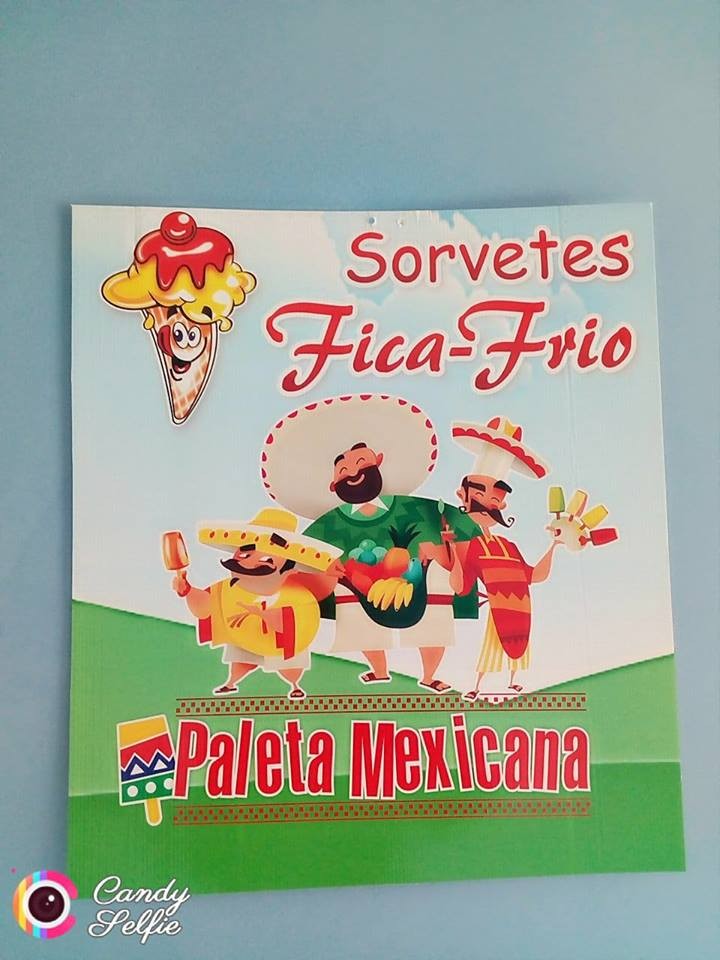 Sorvetes
Fica-Frio
Paleta Mexicana
Candy
Selfie